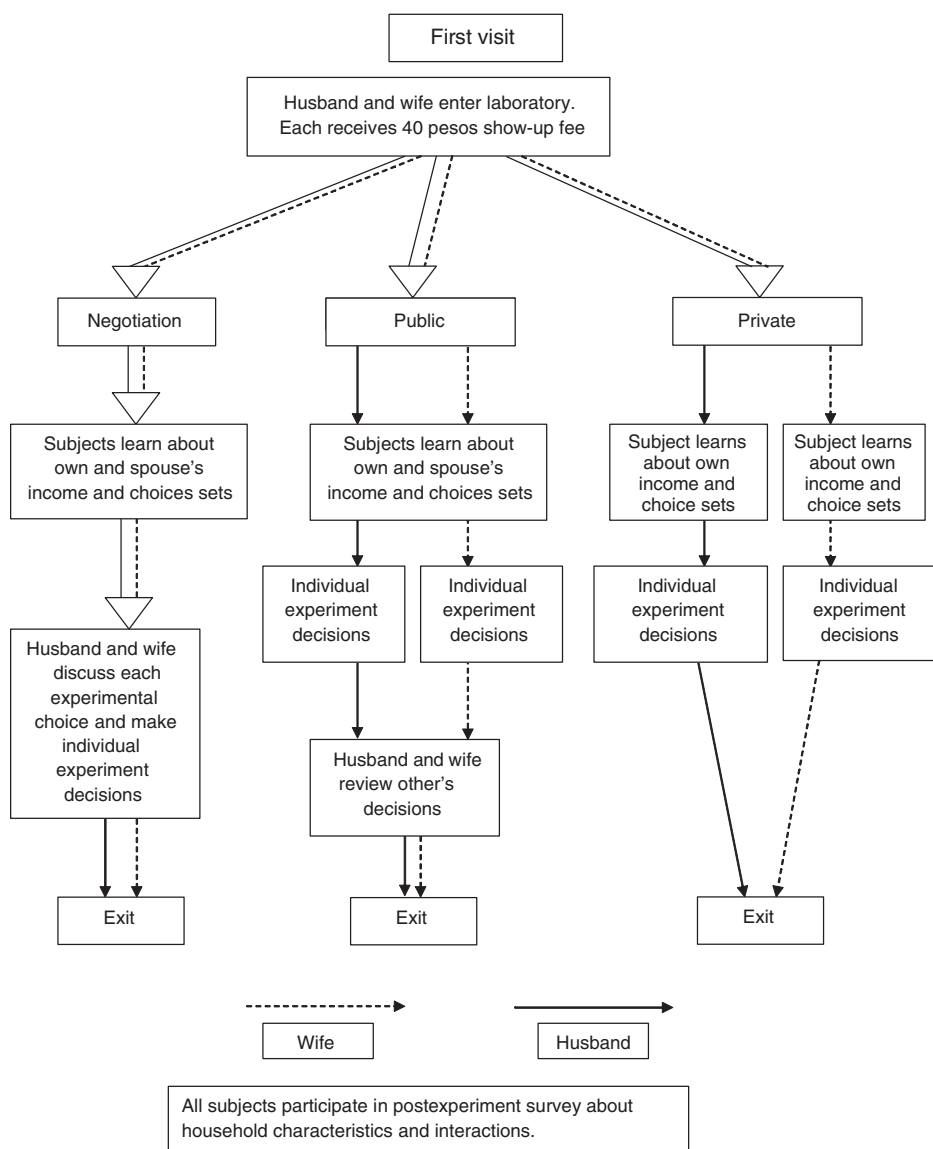 First visit
Husband and wife enter laboratory.
Each receives 40 pesos show-up fee
Negotiation
Public
Private
Subjects learn about
own and spouse's
income and choices sets
Subjects learn about
own and spouse's
income and choices sets
Subject learns
about own
income and
choice sets
Subject learns
about own
income and
choice sets
Individual
experiment
decisions
Individual
experiment
decisions
Individual
experiment
decisions
Individual
experiment
decisions
Husband and wife
discuss each
experimental
choice and make
individual
experiment
decisions
Husband and wife
review other's
decisions
Exit
Exit
Exit
Wife
Husband
All subjects participate in postexperiment survey about
household characteristics and interactions.